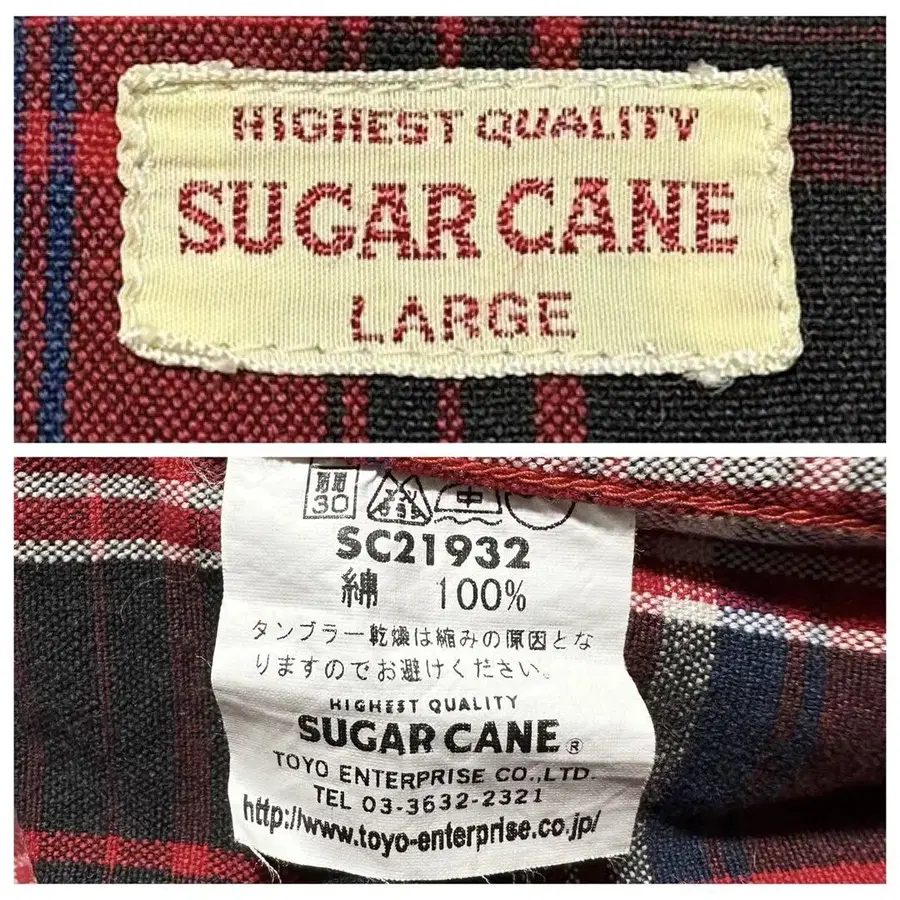 HIGHEST QUALITY
SUGAR CANE
LARGE
30 中
SC21932
綿 100%
タンブラー乾燥は縮みの原因とな
りますのでお避けください。
HIGHEST QUALITY
SUGAR CANE®
TOYO ENTERPRISE CO.,LTD.
TEL 03-3632-2321
http://www.toyo-enterprise.co.jp/